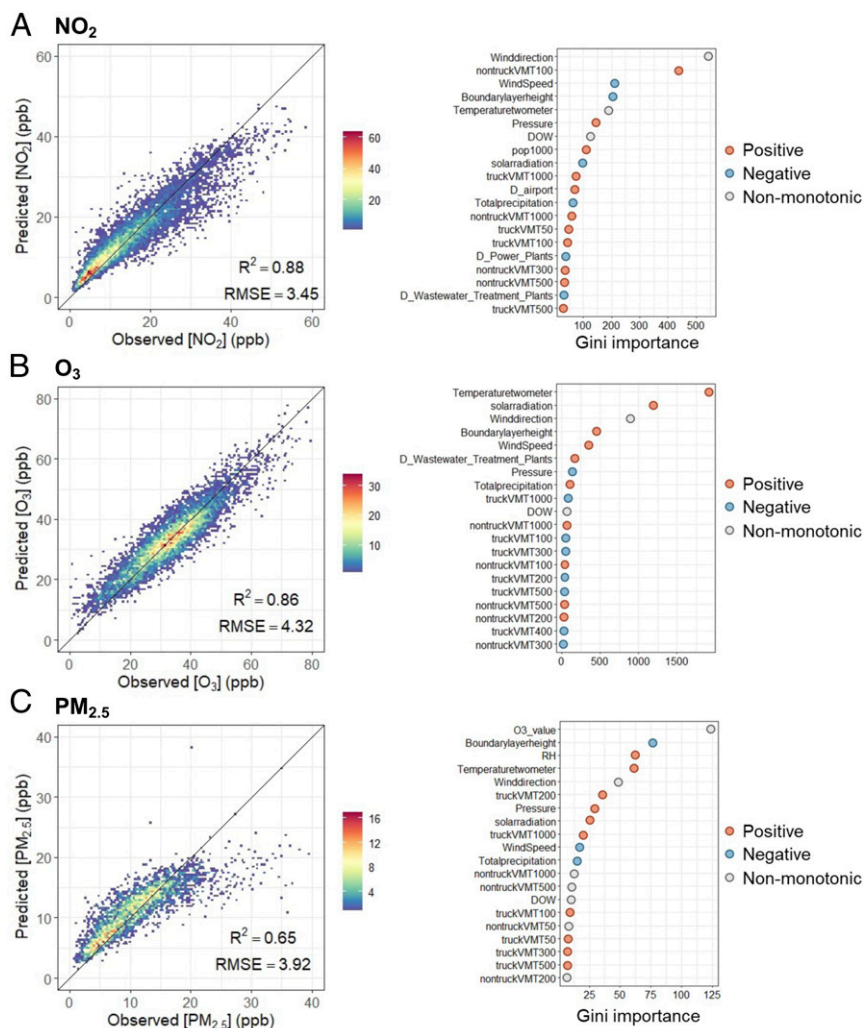 A NO2
60
40
20
0
0 20 40 60
Predicted [NO2] (ppb)
Observed [NO2] (ppb)
R2 = 0.88
RMSE = 3.45
60
40
20
Winddirection
nontruckVMT100
WindSpeed
Boundarylayerheight
Temperaturetwometer
Pressure
DOW
pop1000
solarradiation
truckVMT1000
D_airport
Totalprecipitation
nontruckVMT1000
truckVMT50
truckVMT100
D_Power_Plants
nontruckVMT300
nontruckVMT500
D_Wastewater_Treatment_Plants
truckVMT500
100 200 300 400 500
Gini importance
Positive
Negative
Non-monotonic
B O3
80
60
40
20
0
0 20 40 60 80
Predicted [O3] (ppb)
Observed [O3] (ppb)
R2 = 0.86
RMSE = 4.32
30
20
10
Temperaturetwometer
solarradiation
Winddirection
Boundarylayerheight
WindSpeed
D_Wastewater_Treatment_Plants
Pressure
Totalprecipitation
truckVMT1000
DOW
nontruckVMT1000
truckVMT100
truckVMT300
nontruckVMT100
truckVMT200
truckVMT500
nontruckVMT500
nontruckVMT200
truckVMT400
nontruckVMT300
0 500 1000 1500
Gini importance
Positive
Negative
Non-monotonic
C PM2.5
40
30
20
10
0
0 10 20 30 40
Predicted [PM2.5] (ppb)
Observed [PM2.5] (ppb)
R2 = 0.65
RMSE = 3.92
16
12
8
4
O3_value
Boundarylayerheight
RH
Temperaturetwometer
Winddirection
truckVMT200
Pressure
solarradiation
truckVMT1000
WindSpeed
Totalprecipitation
nontruckVMT1000
nontruckVMT500
DOW
truckVMT100
nontruckVMT50
truckVMT50
truckVMT300
truckVMT500
nontruckVMT200
25 50 75 100 125
Gini importance
Positive
Negative
Non-monotonic